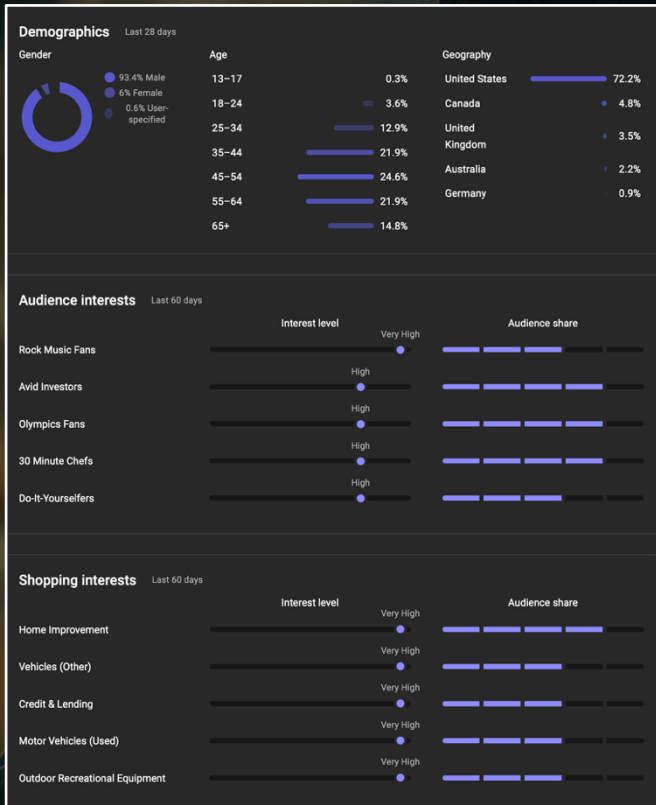 Demographics Last 28 days
Gender
93.4% Male
6% Female
0.6% User-
specified
Age
13–17 0.3%
18–24 3.6%
25–34 12.9%
35–44 21.9%
45–54 24.6%
55–64 21.9%
65+ 14.8%
Geography
United States 72.2%
Canada 4.8%
United
Kingdom 3.5%
Australia 2.2%
Germany 0.9%
Audience interests Last 60 days
Interest level Audience share
Very High
Rock Music Fans
High
Avid Investors
High
Olympics Fans
High
30 Minute Chefs
High
Do-It-Yourselfers
Shopping interests Last 60 days
Interest level Audience share
Very High
Home Improvement
Very High
Vehicles (Other)
Very High
Credit & Lending
Very High
Motor Vehicles (Used)
Very High
Outdoor Recreational Equipment